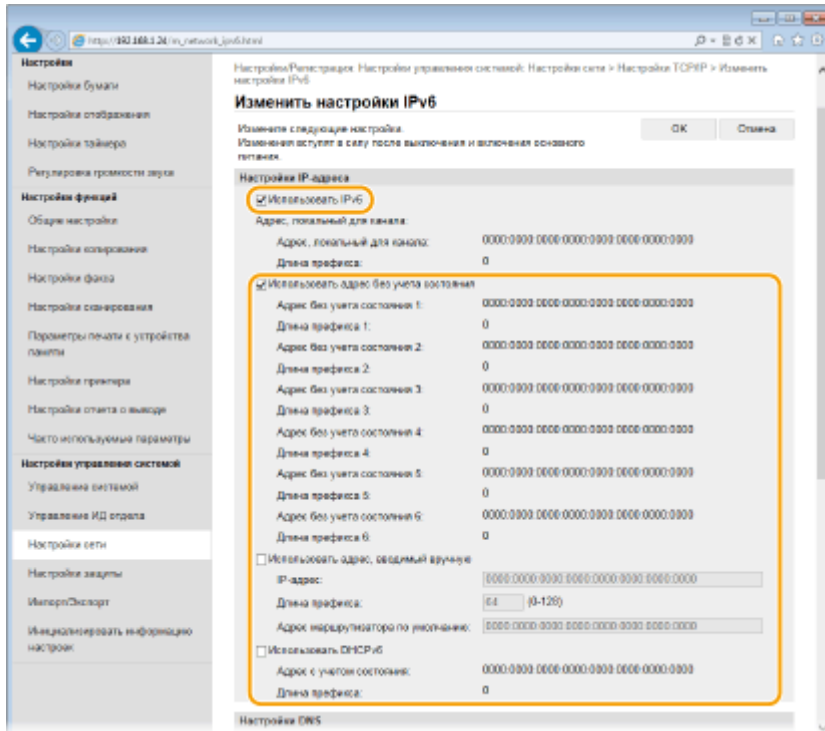 http://192.168.1.24/m_network_ipv6.html
Настройки
Настройки бумаги
Настройки отображения
Настройки таймера
Регулировка громкости звука
Настройки функций
Общие настройки
Настройки копирования
Настройки факса
Настройки сканирования
Параметры печати с устройства
памяти
Настройки принтера
Настройки отчета о выводе
Часто используемые параметры
Настройки управления системой
Управление системой
Управление ИД отдела
Настройки сети
Настройки защиты
Импорт/Экспорт
Инициализировать информацию
настроек
Настройки/Регистрация: Настройки управления системой: Настройки сети > Настройки TCP/IP > Изменить
настройки IPv6
Изменить настройки IPv6
Измените следующие настройки.
Изменения вступят в силу после выключения и включения основного
питания.
OK
Отмена
Настройки IP-адреса
Использовать IPv6
Адрес, локальный для канала:
Адрес, локальный для канала: 0000:0000:0000:0000:0000:0000:0000:0000
Длина префикса: 0
Использовать адрес без учета состояния
Адрес без учета состояния 1: 0000:0000:0000:0000:0000:0000:0000:0000
Длина префикса 1: 0
Адрес без учета состояния 2: 0000:0000:0000:0000:0000:0000:0000:0000
Длина префикса 2: 0
Адрес без учета состояния 3: 0000:0000:0000:0000:0000:0000:0000:0000
Длина префикса 3: 0
Адрес без учета состояния 4: 0000:0000:0000:0000:0000:0000:0000:0000
Длина префикса 4: 0
Адрес без учета состояния 5: 0000:0000:0000:0000:0000:0000:0000:0000
Длина префикса 5: 0
Адрес без учета состояния 6: 0000:0000:0000:0000:0000:0000:0000:0000
Длина префикса 6: 0
Использовать адрес, вводимый вручную
IP-адрес: 0000:0000:0000:0000:0000:0000:0000:0000
Длина префикса: 64 (0-128)
Адрес маршрутизатора по умолчанию: 0000:0000:0000:0000:0000:0000:0000:0000
Использовать DHCPv6
Адрес с учетом состояния: 0000:0000:0000:0000:0000:0000:0000:0000
Длина префикса: 0
Настройки DNS